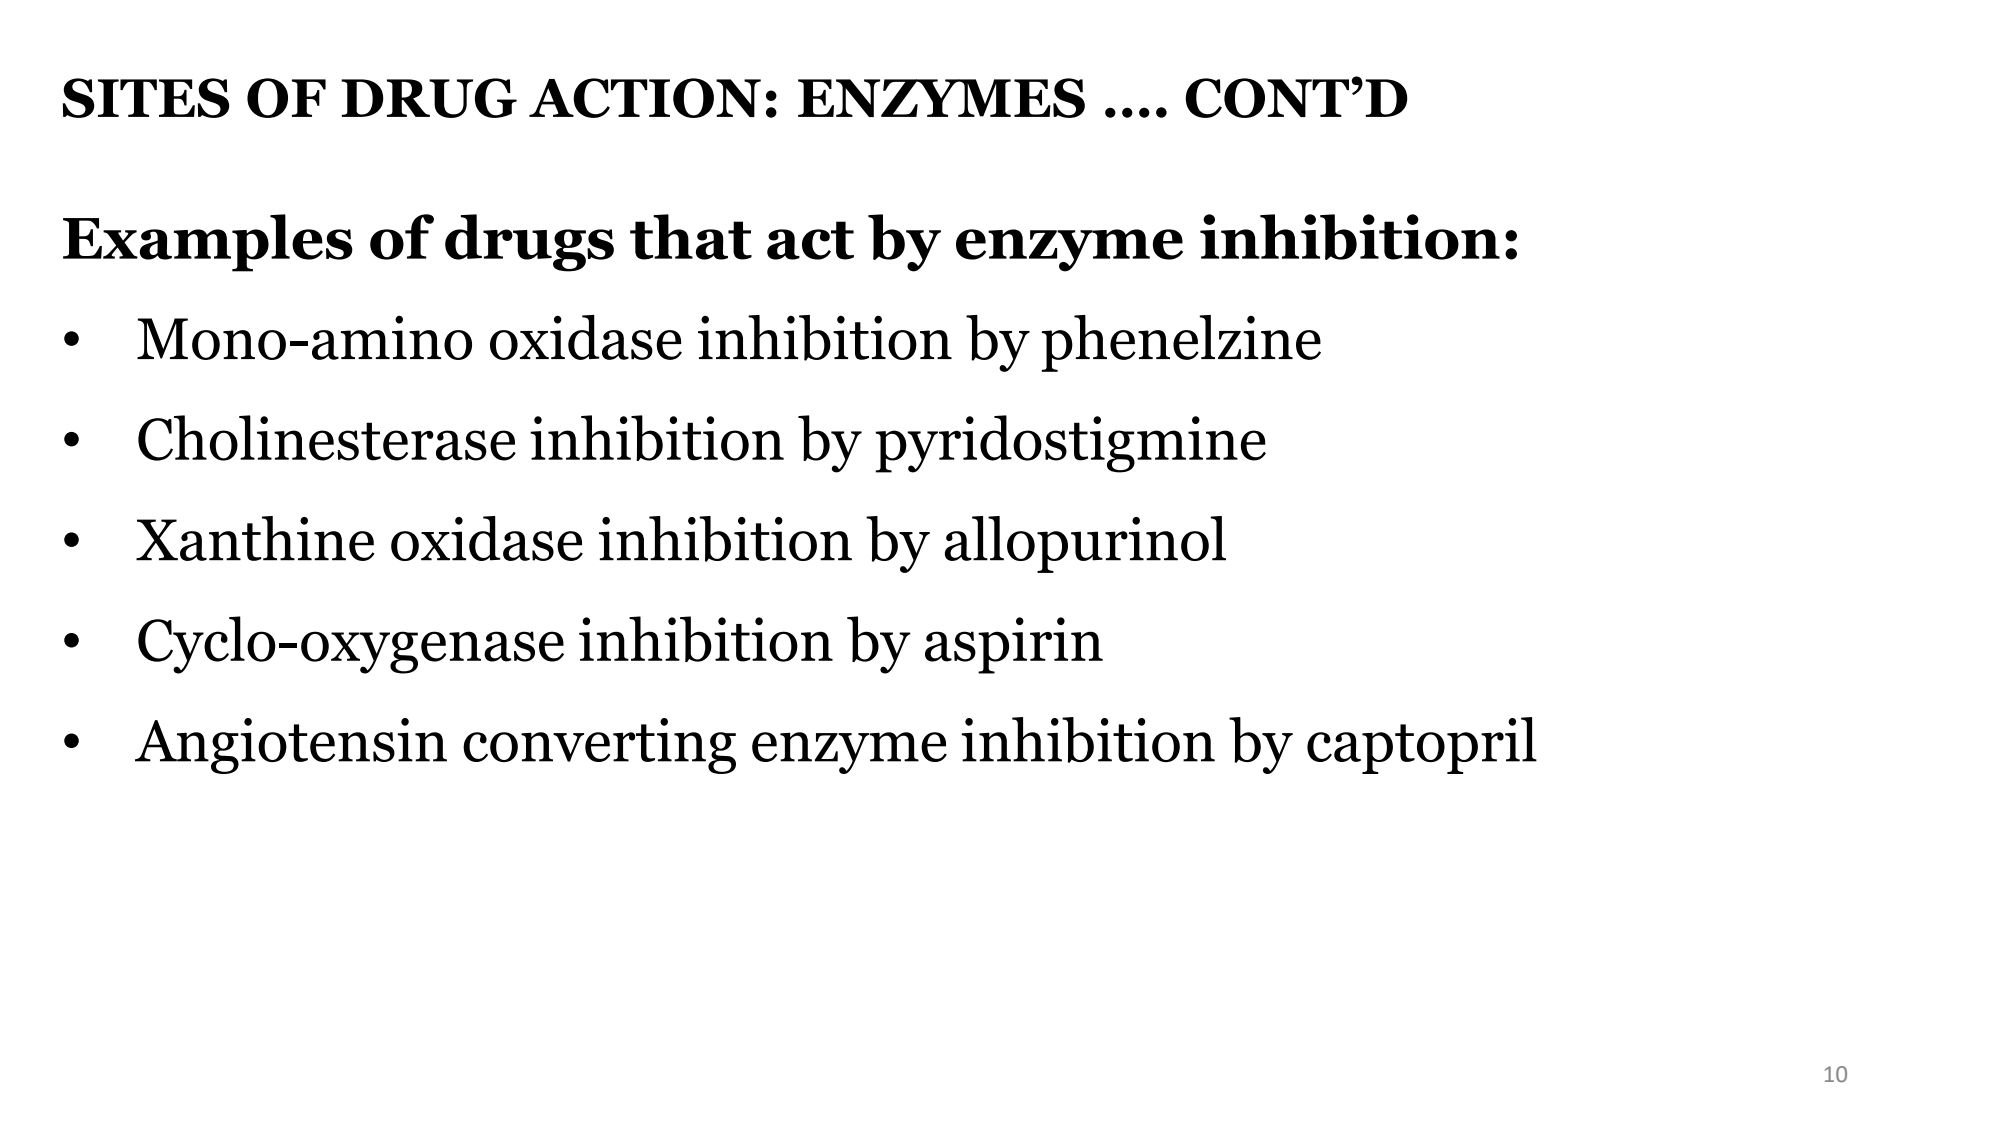 SITES OF DRUG ACTION: ENZYMES .... CONT’D
Examples of drugs that act by enzyme inhibition:
• Mono-amino oxidase inhibition by phenelzine
• Cholinesterase inhibition by pyridostigmine
• Xanthine oxidase inhibition by allopurinol
• Cyclo-oxygenase inhibition by aspirin
• Angiotensin converting enzyme inhibition by captopril
10